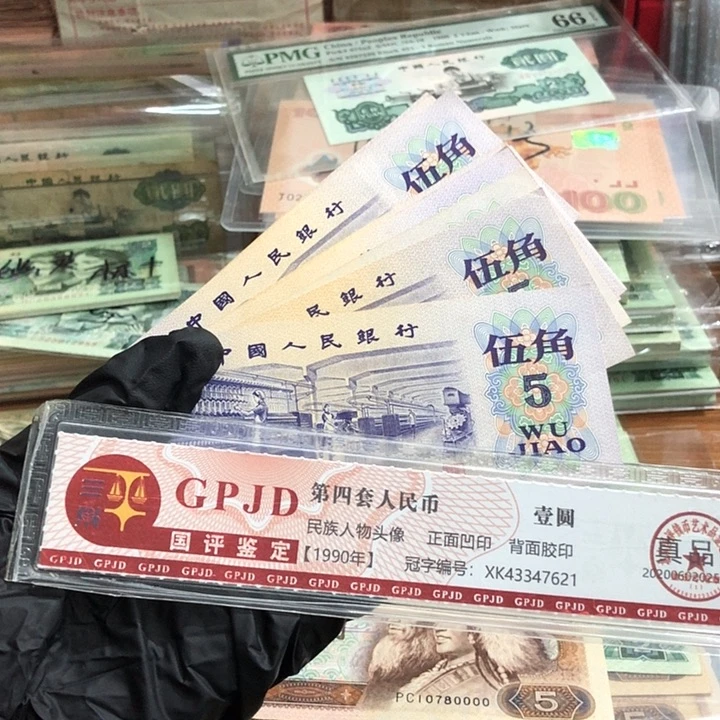 PMG
China / Peoples Republic
66
中国人民银行
伍角
中國人民銀行
伍角
民銀行
伍角
中國人民銀行
5
WU
JIAO
100
GPJD
第四套人民币
壹圆
国评鉴定
民族人物头像 正面凹印 背面胶印
【1990年】
冠字编号： XK43347621
真品
GPJD GPJD GPJD GPJD GPJD GPJD GPJD GPJD GPJD GPJD GPJD GPJD GPJD GPJD GPJD
PCI0780000
5